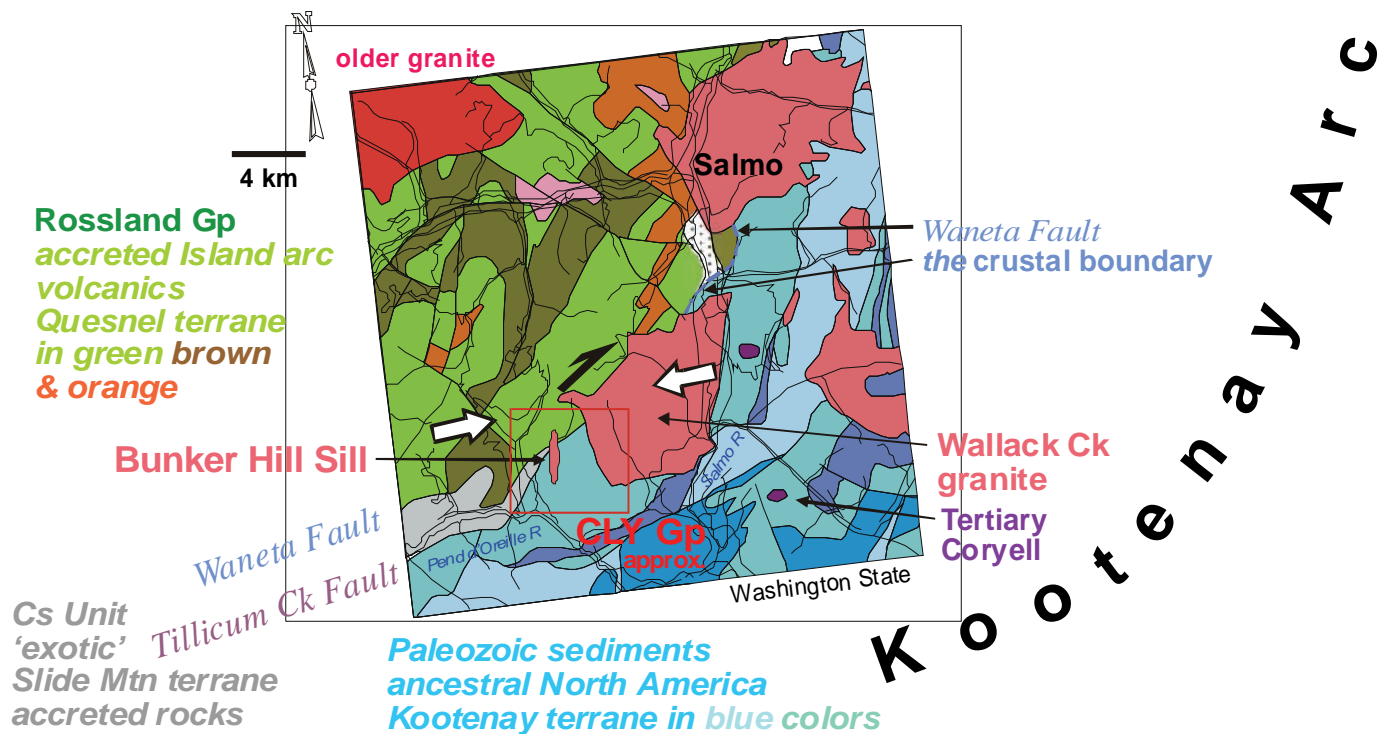 N
older granite
4 km
Salmo
Rossland Gp
accreted Island arc
volcanics
Quesnel terrane
in green brown
& orange
Waneta Fault
the crustal boundary
Kootenay Arc
Bunker Hill Sill
Wallack Ck
granite
Salmo R
Tertiary
Coryell
CLY Gp
approx.
Pend d'Oreille R
Waneta Fault
Tillicum Ck Fault
Washington State
Cs Unit
‘exotic’
Slide Mtn terrane
accreted rocks
Paleozoic sediments
ancestral North America
Kootenay terrane in blue colors